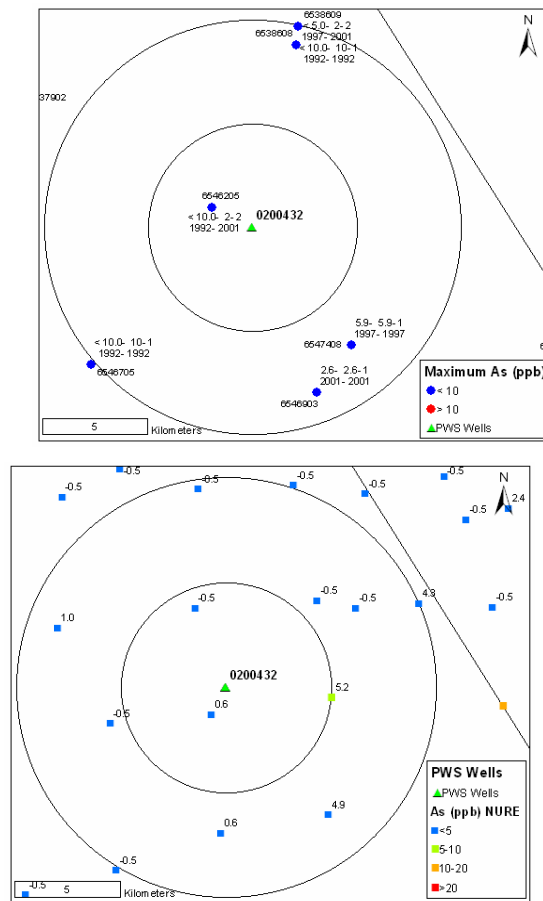 6538609
< 5.0- 2- 2
1997- 2001
6538608
< 10.0- 10- 1
1992- 1992
N
37902
6546205
< 10.0- 2- 2
1992- 2001
0200432
< 10.0- 10- 1
1992- 1992
6546705
5.9- 5.9- 1
1997- 1997
6547408
2.6- 2.6- 1
2001- 2001
6546903
Maximum As (ppb)
< 10
> 10
PWS Wells
5
Kilometers
-0.5
-0.5
-0.5
-0.5
-0.5
-0.5
N
2.4
-0.5
-0.5
-0.5
-0.5
4.3
-0.5
1.0
0200432
5.2
0.6
-0.5
4.9
0.6
-0.5
-0.5
5
Kilometers
PWS Wells
PWS Wells
As (ppb) NURE
<5
5-10
10-20
>20